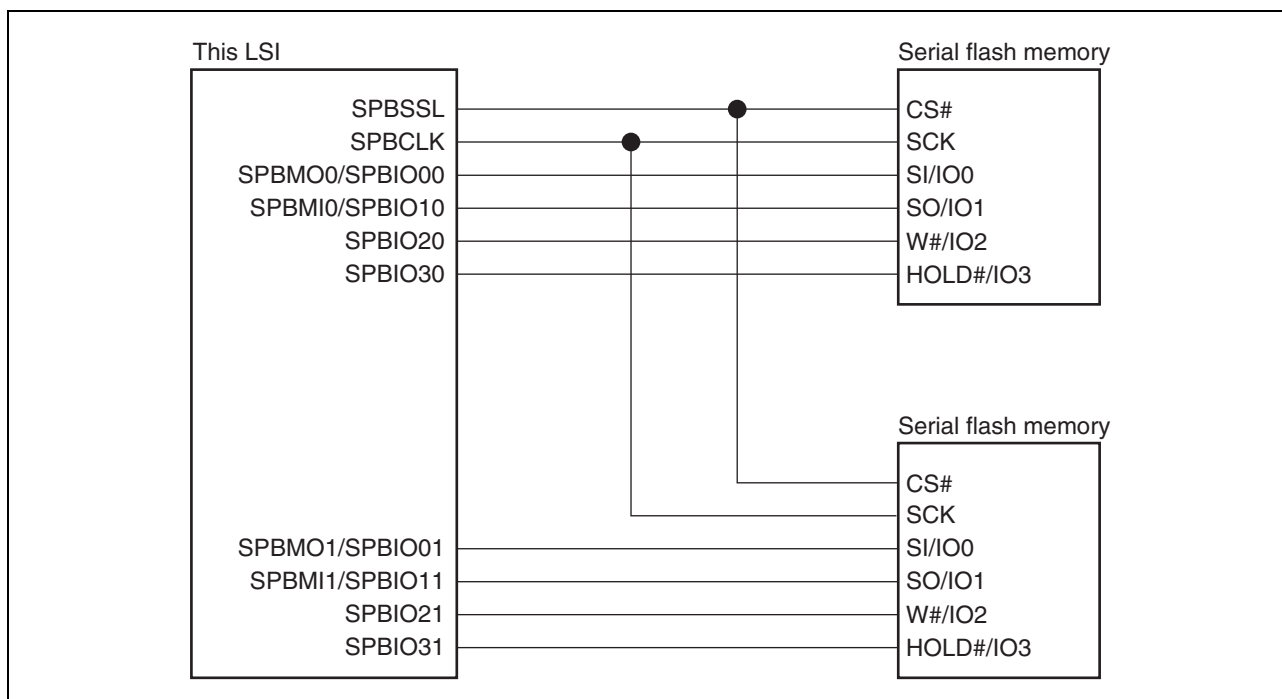 This LSI
SPBSSL
SPBCLK
SPBMO0/SPBIO00
SPBMI0/SPBIO10
SPBIO20
SPBIO30
SPBMO1/SPBIO01
SPBMI1/SPBIO11
SPBIO21
SPBIO31
Serial flash memory
CS#
SCK
SI/IO0
SO/IO1
W#/IO2
HOLD#/IO3
Serial flash memory
CS#
SCK
SI/IO0
SO/IO1
W#/IO2
HOLD#/IO3